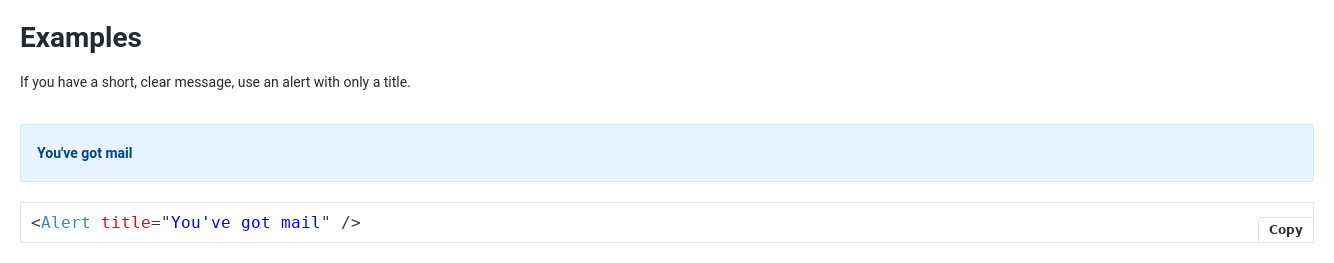 Examples
If you have a short, clear message, use an alert with only a title.
You've got mail
<Alert title="You've got mail" />
Copy